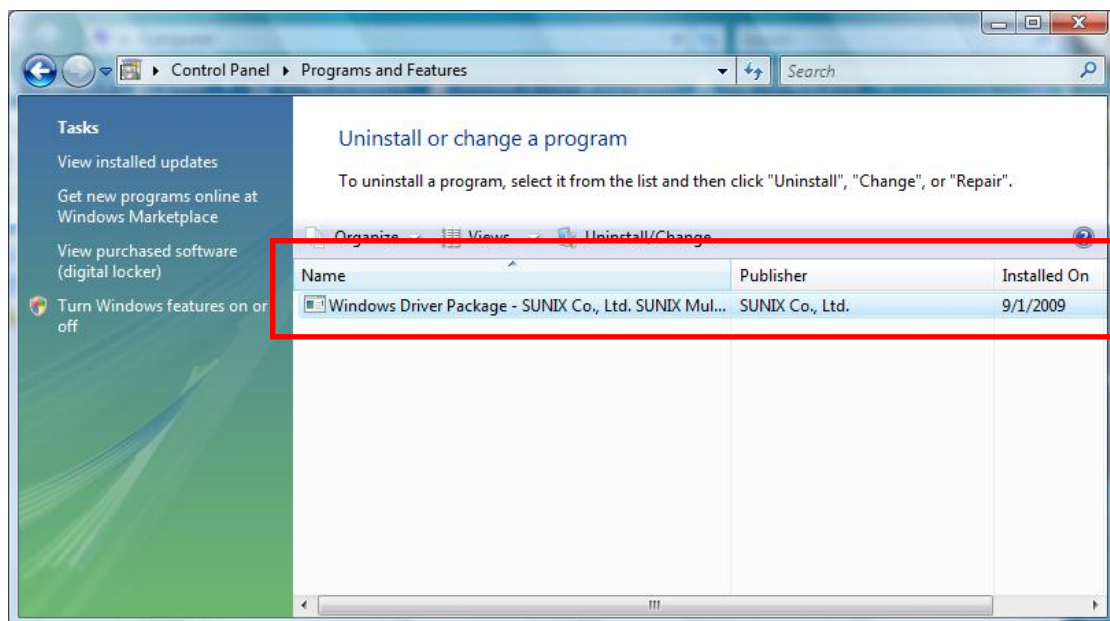 Control Panel ▸ Programs and Features
Search
Tasks
View installed updates
Get new programs online at
Windows Marketplace
View purchased software
(digital locker)
Turn Windows features on or
off
Uninstall or change a program
To uninstall a program, select it from the list and then click "Uninstall", "Change", or "Repair".
Organize Views Uninstall/Change
Name Publisher Installed On
Windows Driver Package - SUNIX Co., Ltd. SUNIX Mul... SUNIX Co., Ltd. 9/1/2009